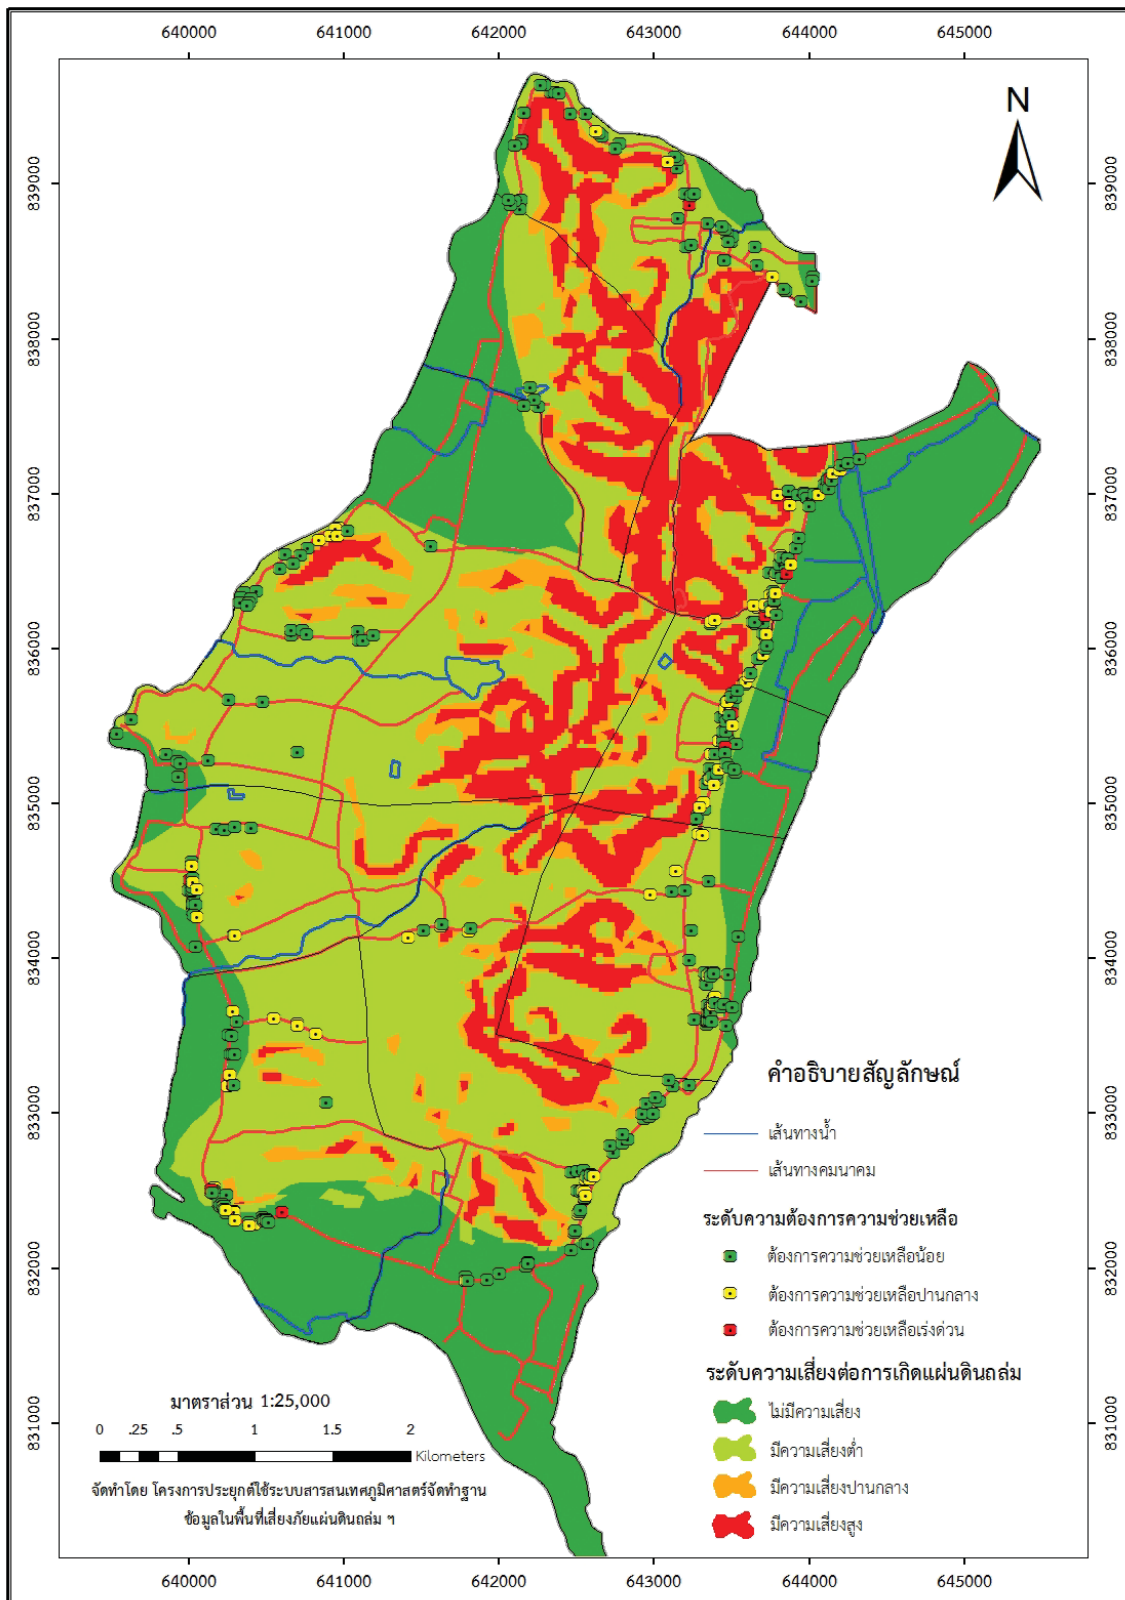 640000 641000 642000 643000 644000 645000
N
839000 839000
838000 838000
837000 837000
836000 836000
835000 835000
834000 834000
833000 833000
832000 832000
831000 831000
คำอธิบายสัญลักษณ์
เส้นทางน้ำ
เส้นทางคมนาคม
ระดับความต้องการความช่วยเหลือ
ต้องการความช่วยเหลือน้อย
ต้องการความช่วยเหลือปานกลาง
ต้องการความช่วยเหลือเร่งด่วน
ระดับความเสี่ยงต่อการเกิดแผ่นดินถล่ม
ไม่มีความเสี่ยง
มีความเสี่ยงต่ำ
มีความเสี่ยงปานกลาง
มีความเสี่ยงสูง
มาตราส่วน 1:25,000
0 .25 .5 1 1.5 2
Kilometers
จัดทำโดย โครงการประยุกต์ใช้ระบบสารสนเทศภูมิศาสตร์จัดทำฐาน
ข้อมูลในพื้นที่เสี่ยงภัยแผ่นดินถล่ม ฯ
640000 641000 642000 643000 644000 645000